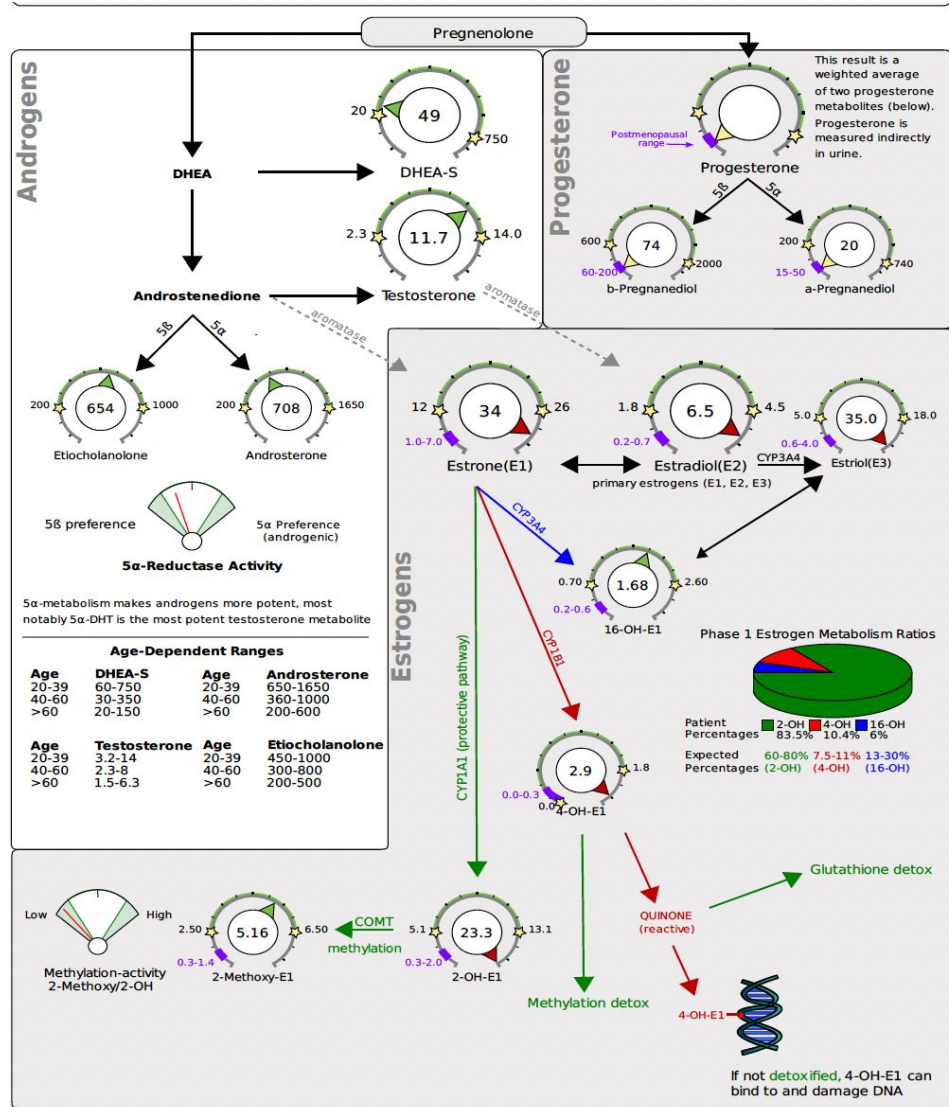 Pregnenolone
Androgens
20
49
750
DHEA-S
DHEA
2.3
11.7
14.0
Testosterone
Androstenedione
aromatase
aromatase
5ß
5α
200
654
1000
Etiocholanolone
200
708
1650
Androsterone
5ß preference
5α Preference
(androgenic)
5α-Reductase Activity
5α-metabolism makes androgens more potent, most
notably 5α-DHT is the most potent testosterone metabolite
Age-Dependent Ranges
Age DHEA-S Age Androsterone
20-39 60-750 20-39 650-1650
40-60 30-350 40-60 360-1000
>60 20-150 >60 200-600
Age Testosterone Age Etiocholanolone
20-39 3.2-14 20-39 450-1000
40-60 2.3-8 40-60 300-800
>60 1.5-6.3 >60 200-500
Progesterone
This result is a
weighted average
of two progesterone
metabolites (below).
Progesterone is
measured indirectly
in urine.
Postmenopausal
range
Progesterone
5ß
5α
600
74
2000
60-200
b-Pregnanediol
200
20
740
15-50
a-Pregnanediol
Estrogens
12
34
26
1.0-7.0
Estrone(E1)
1.8
6.5
4.5
0.2-0.7
Estradiol(E2)
CYP3A4
5.0
35.0
18.0
0.6-4.0
Estriol(E3)
primary estrogens (E1, E2, E3)
CYP3A4
0.70
1.68
2.60
0.2-0.6
16-OH-E1
CYP1B1
CYP1A1 (protective pathway)
Phase 1 Estrogen Metabolism Ratios
Patient 2-OH 4-OH 16-OH
Percentages 83.5% 10.4% 6%
Expected 60-80% 7.5-11% 13-30%
Percentages (2-OH) (4-OH) (16-OH)
2.9
1.8
0.0-0.3
0.0
4-OH-E1
Low
High
Methylation-activity
2-Methoxy/2-OH
2.50
5.16
6.50
0.3-1.4
2-Methoxy-E1
COMT
methylation
5.1
23.3
13.1
0.3-2.0
2-OH-E1
Methylation detox
QUINONE
(reactive)
Glutathione detox
4-OH-E1
If not detoxified, 4-OH-E1 can
bind to and damage DNA